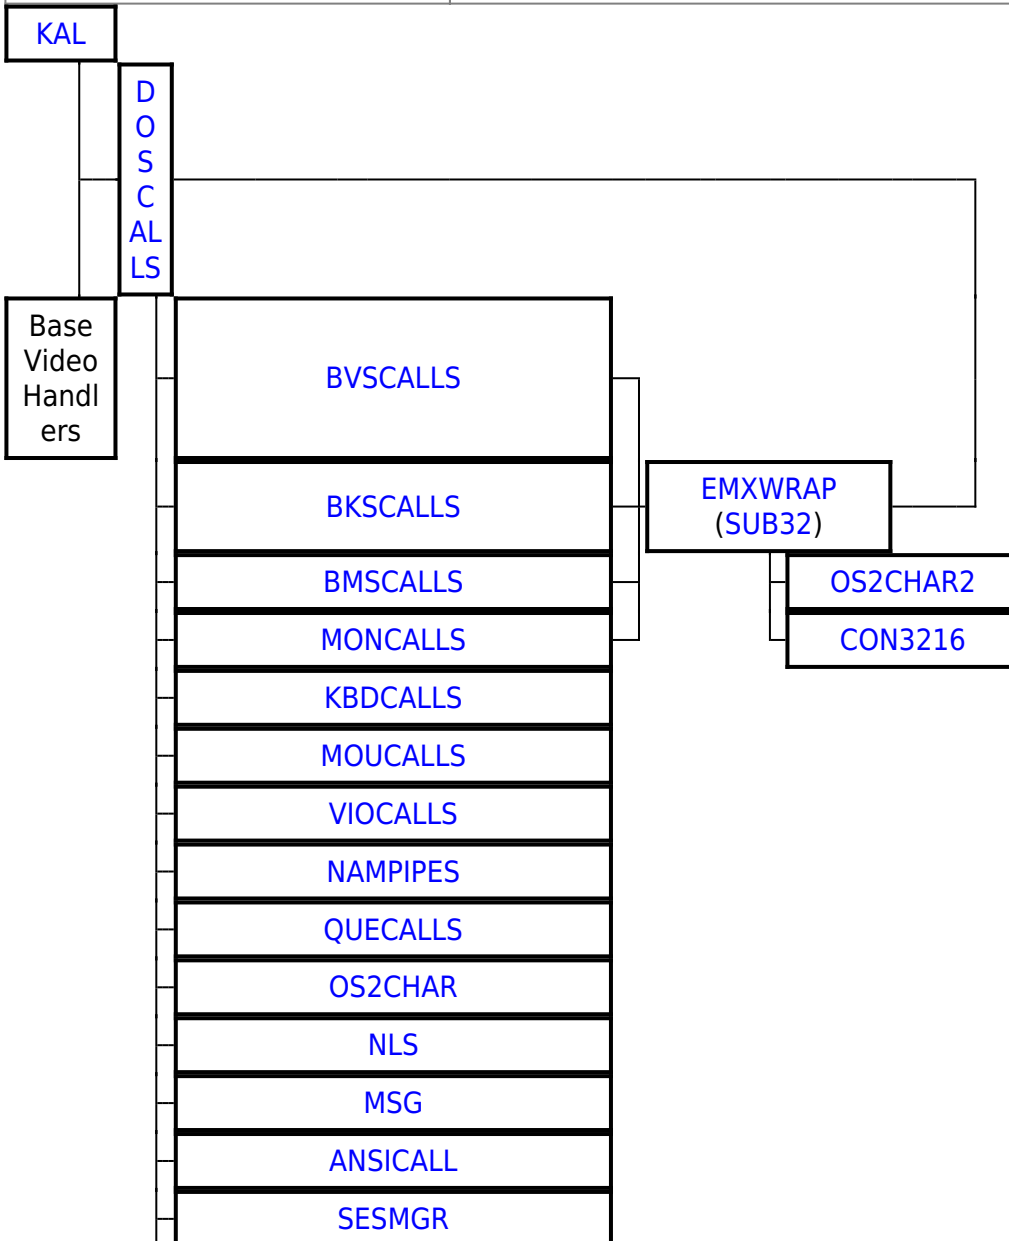 KAL
D
O
S
C
AL
LS
Base
Video
Handl
ers
BVSCALLS
BKSCALLS
EMXWRAP
(SUB32)
BMSCALLS
OS2CHAR2
MONCALLS
CON3216
KBDCALLS
MOUCALLS
VIOCALLS
NAMPIPES
QUECALLS
OS2CHAR
NLS
MSG
ANSICALL
SESMGR